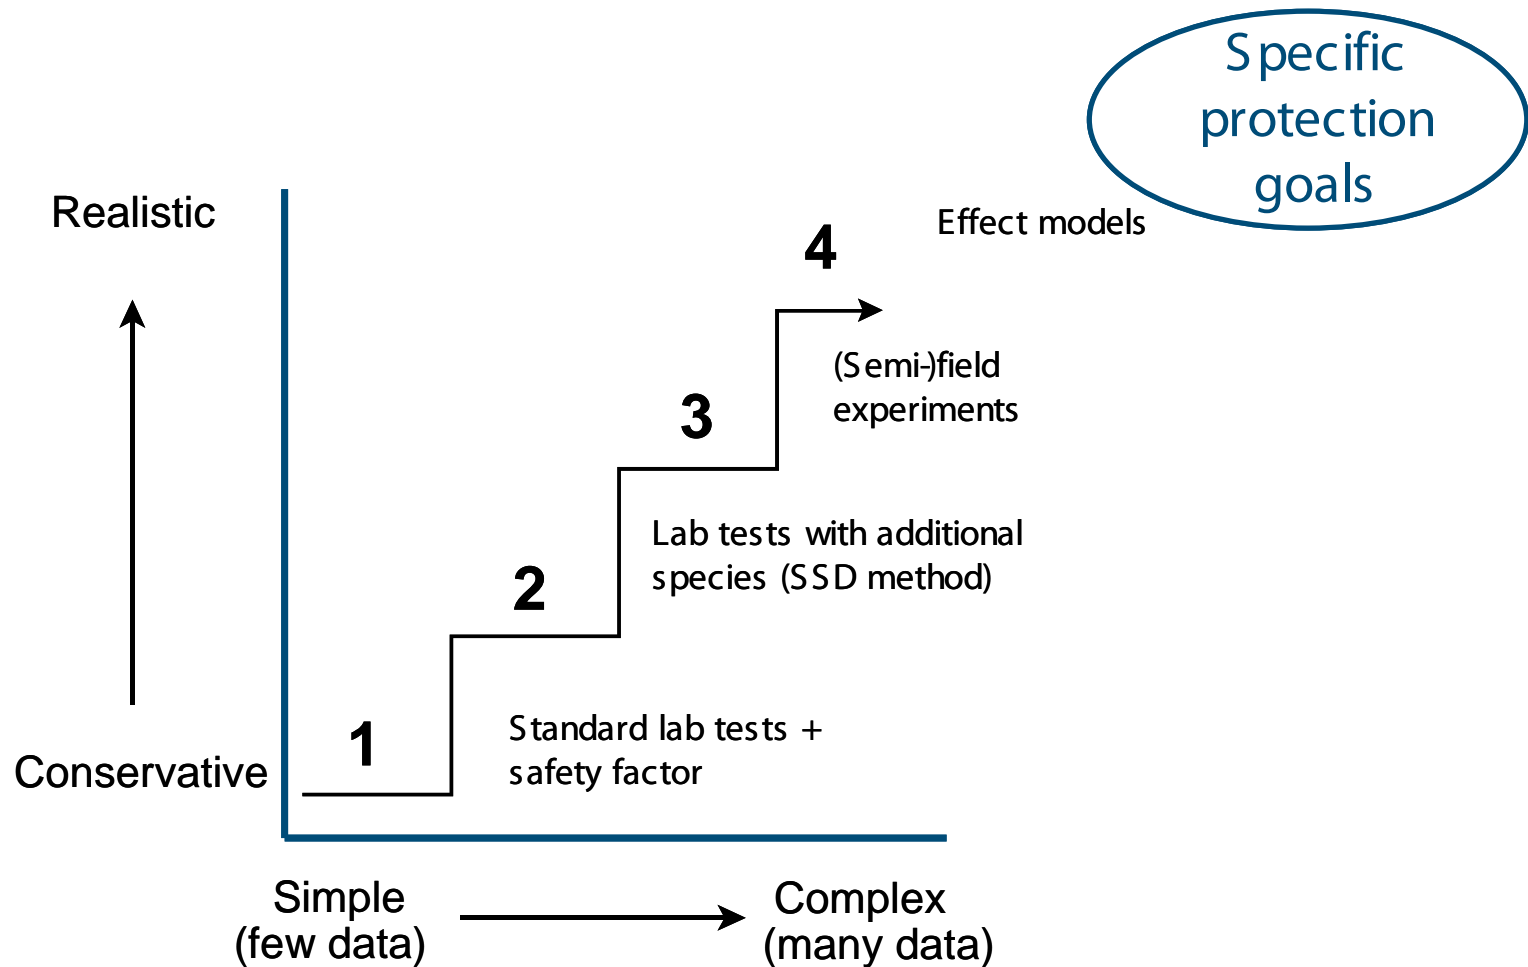 Specific
protection
goals
Realistic
4
Effect models
(Semi-)field
experiments
3
Lab tests with additional
species (SSD method)
2
1
Standard lab tests +
safety factor
Conservative
Simple
(few data)
Complex
(many data)